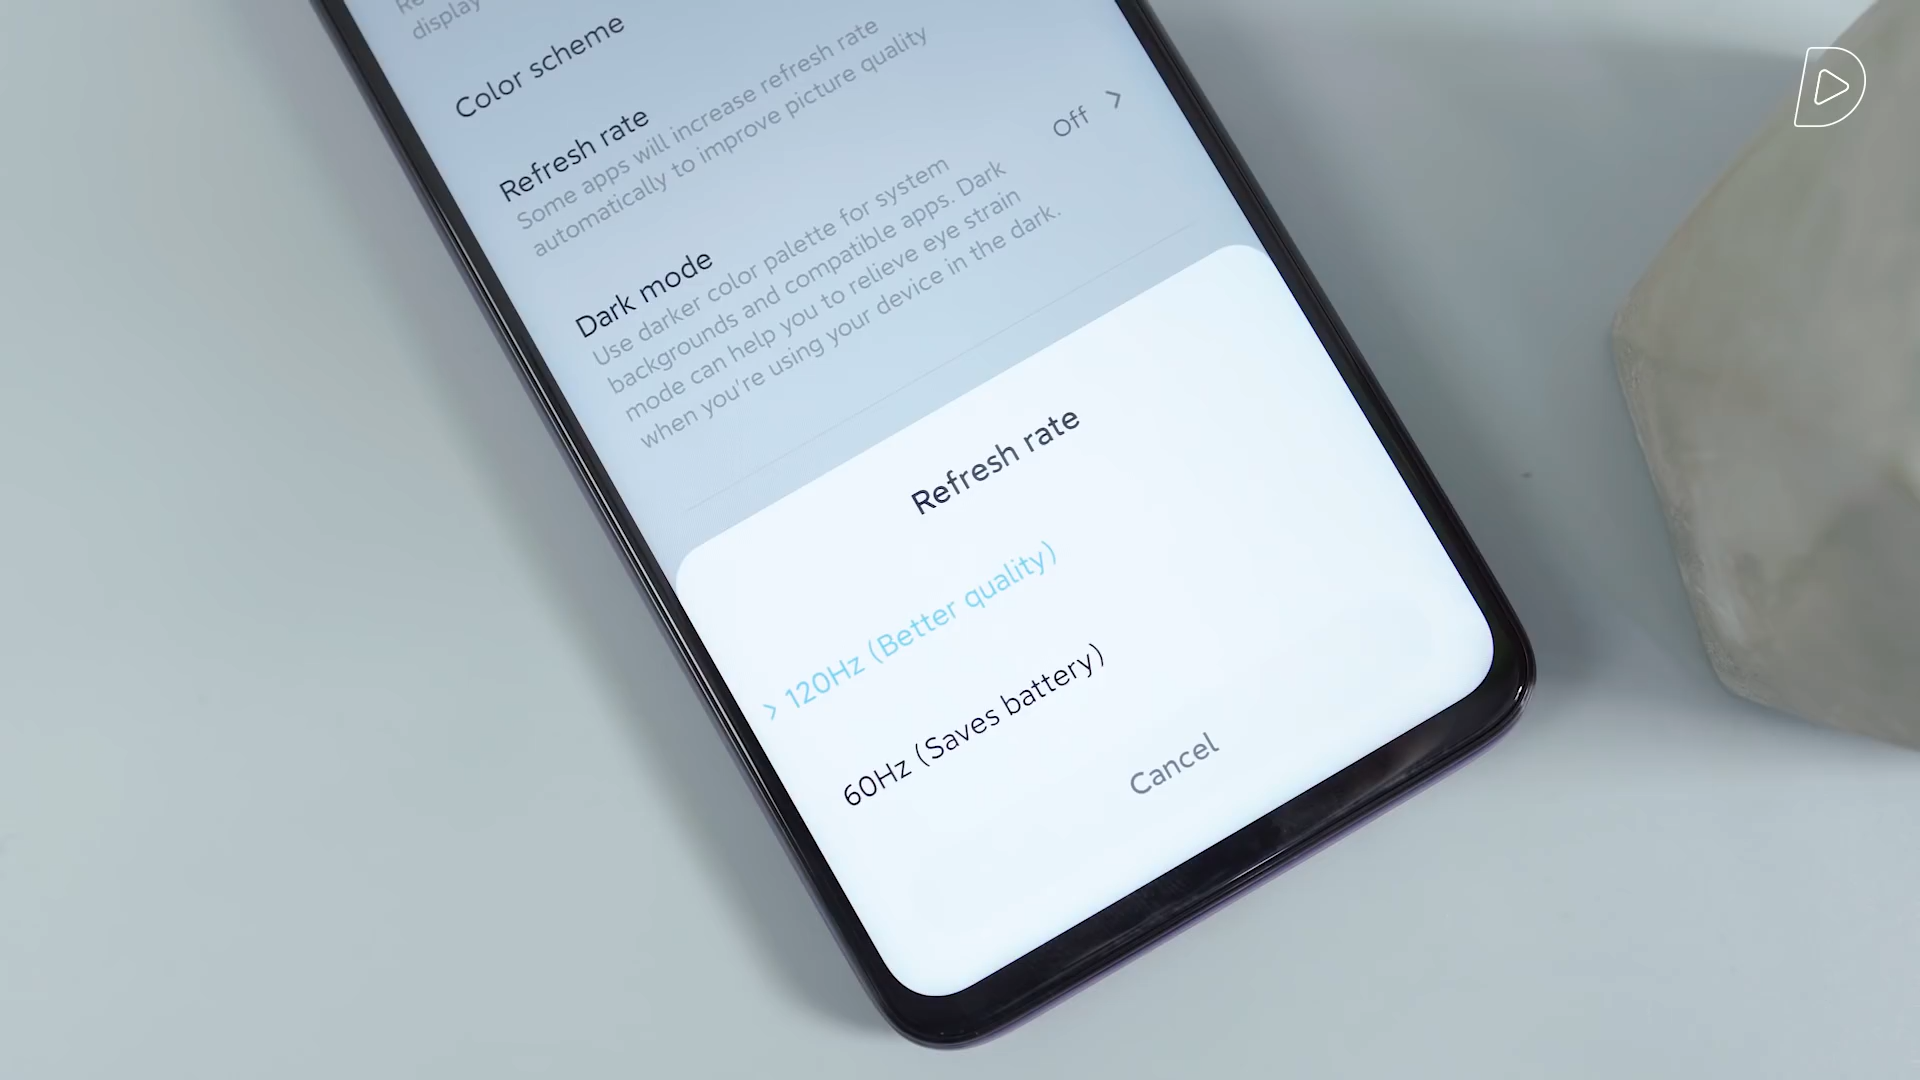 display
Color scheme
Refresh rate
Some apps will increase refresh rate
automatically to improve picture quality
Off
Dark mode
Use darker color palette for system
backgrounds and compatible apps. Dark
mode can help you to relieve eye strain
when you're using your device in the dark.
Refresh rate
120Hz (Better quality)
60Hz (Saves battery)
Cancel